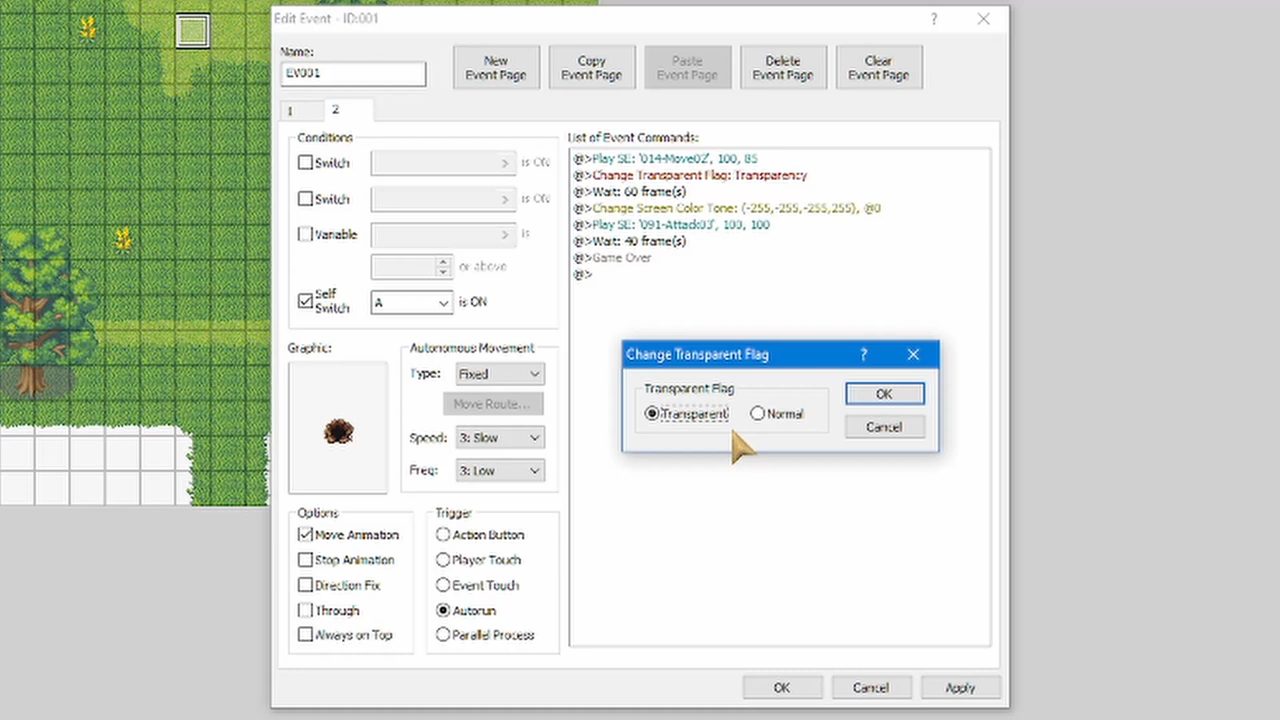 Edit Event - ID:001
Name:
EV001
New
Event Page
Copy
Event Page
Paste
Event Page
Delete
Event Page
Clear
Event Page
1
2
Conditions
Switch
is ON
Switch
is ON
Variable
is
or above
Self
Switch
A
is ON
Graphic:
Autonomous Movement
Type:
Fixed
Move Route...
Speed:
3: Slow
Freq:
3: Low
Options
Move Animation
Stop Animation
Direction Fix
Through
Always on Top
Trigger
Action Button
Player Touch
Event Touch
Autorun
Parallel Process
List of Event Commands:
@>Play SE: '014-Move02', 100, 85
@>Change Transparent Flag: Transparency
@>Wait: 60 frame(s)
@>Change Screen Color Tone: (-255,-255,-255,255), @0
@>Play SE: '091-Attack03', 100, 100
@>Wait: 40 frame(s)
@>Game Over
@>
Change Transparent Flag
Transparent Flag
Transparent
Normal
OK
Cancel
OK
Cancel
Apply